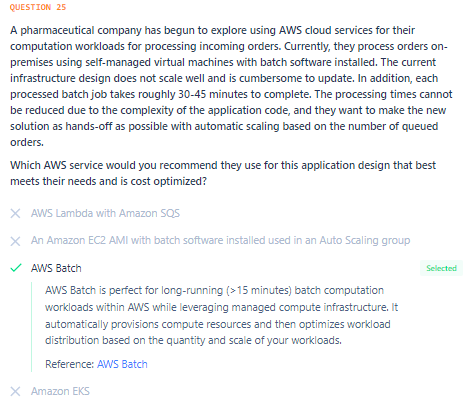 QUESTION 25
A pharmaceutical company has begun to explore using AWS cloud services for their
computation workloads for processing incoming orders. Currently, they process orders on-
premises using self-managed virtual machines with batch software installed. The current
infrastructure design does not scale well and is cumbersome to update. In addition, each
processed batch job takes roughly 30-45 minutes to complete. The processing times cannot
be reduced due to the complexity of the application code, and they want to make the new
solution as hands-off as possible with automatic scaling based on the number of queued
orders.
Which AWS service would you recommend they use for this application design that best
meets their needs and is cost optimized?
AWS Lambda with Amazon SQS
An Amazon EC2 AMI with batch software installed used in an Auto Scaling group
AWS Batch
Selected
AWS Batch is perfect for long-running (>15 minutes) batch computation
workloads within AWS while leveraging managed compute infrastructure. It
automatically provisions compute resources and then optimizes workload
distribution based on the quantity and scale of your workloads.
Reference: AWS Batch
Amazon EKS